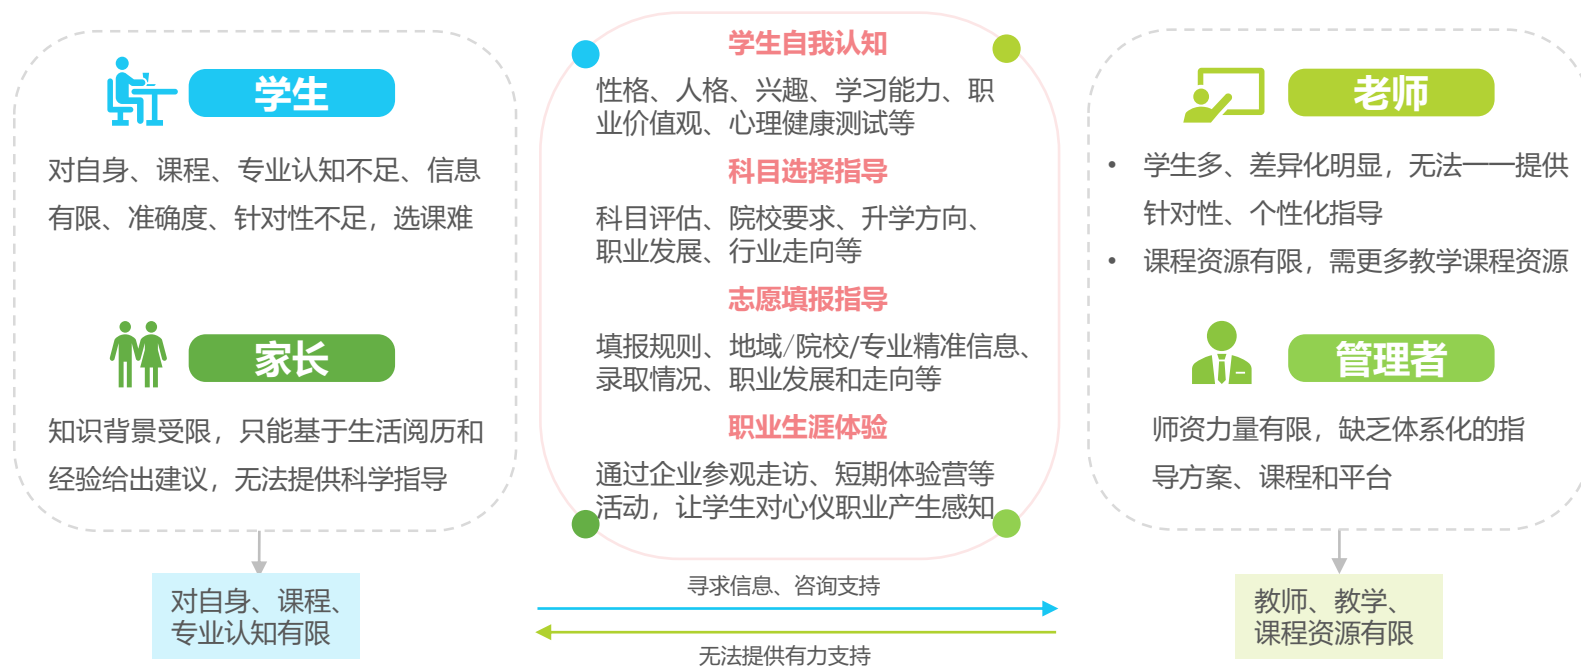 学生
对自身、课程、专业认知不足、信息
有限、准确度、针对性不足，选课难
家长
知识背景受限，只能基于生活阅历和
经验给出建议，无法提供科学指导
对自身、课程、
专业认知有限
学生自我认知
性格、人格、兴趣、学习能力、职
业价值观、心理健康测试等
科目选择指导
科目评估、院校要求、升学方向、
职业发展、行业走向等
志愿填报指导
填报规则、地域/院校/专业精准信息、
录取情况、职业发展和走向等
职业生涯体验
通过企业参观走访、短期体验营等
活动，让学生对心仪职业产生感知
寻求信息、咨询支持
无法提供有力支持
老师
• 学生多、差异化明显，无法一一提供
针对性、个性化指导
• 课程资源有限，需更多教学课程资源
管理者
师资力量有限，缺乏体系化的指
导方案、课程和平台
教师、教学、
课程资源有限